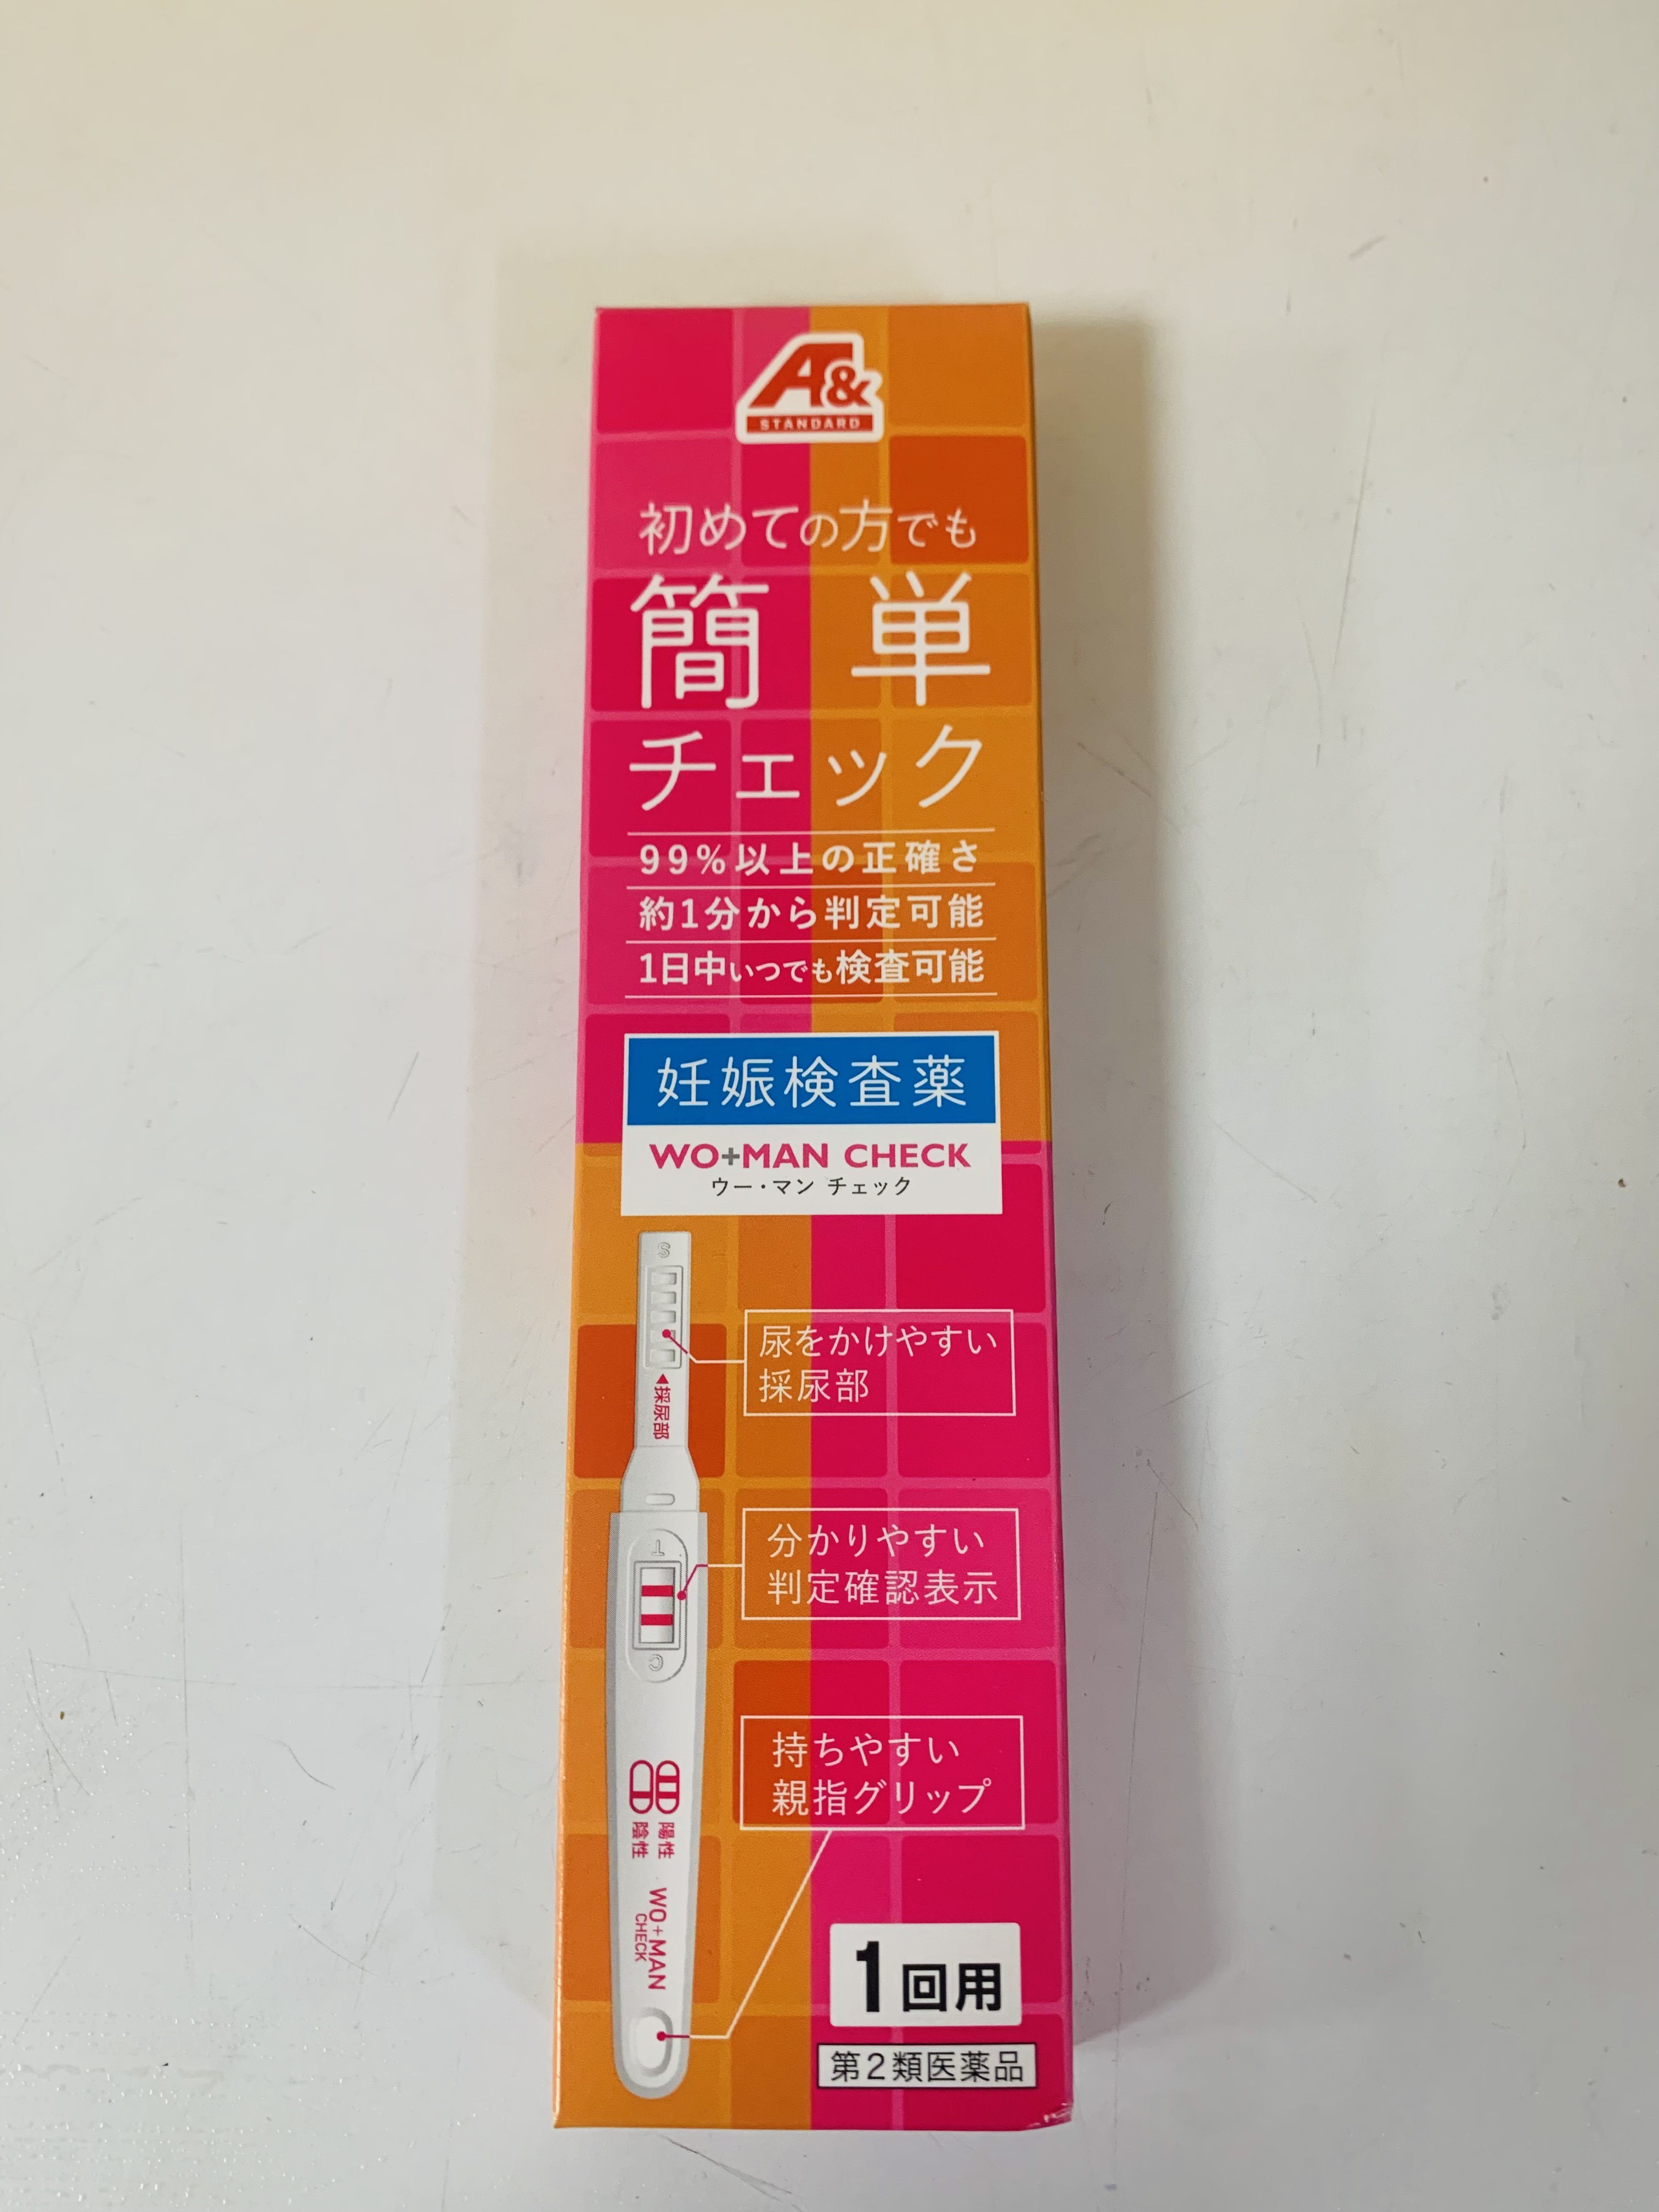 A&
STANDARD
初めての方でも
簡単
チェック
99%以上の正確さ
約1分から判定可能
1日中いつでも検査可能
妊娠検査薬
WO+MAN CHECK
ウー・マン チェック
S
尿をかけやすい
採尿部
◀採尿部
T
分かりやすい
判定確認表示
C
持ちやすい
親指グリップ
陽性
陰性
WO+MAN
CHECK
1回用
第2類医薬品